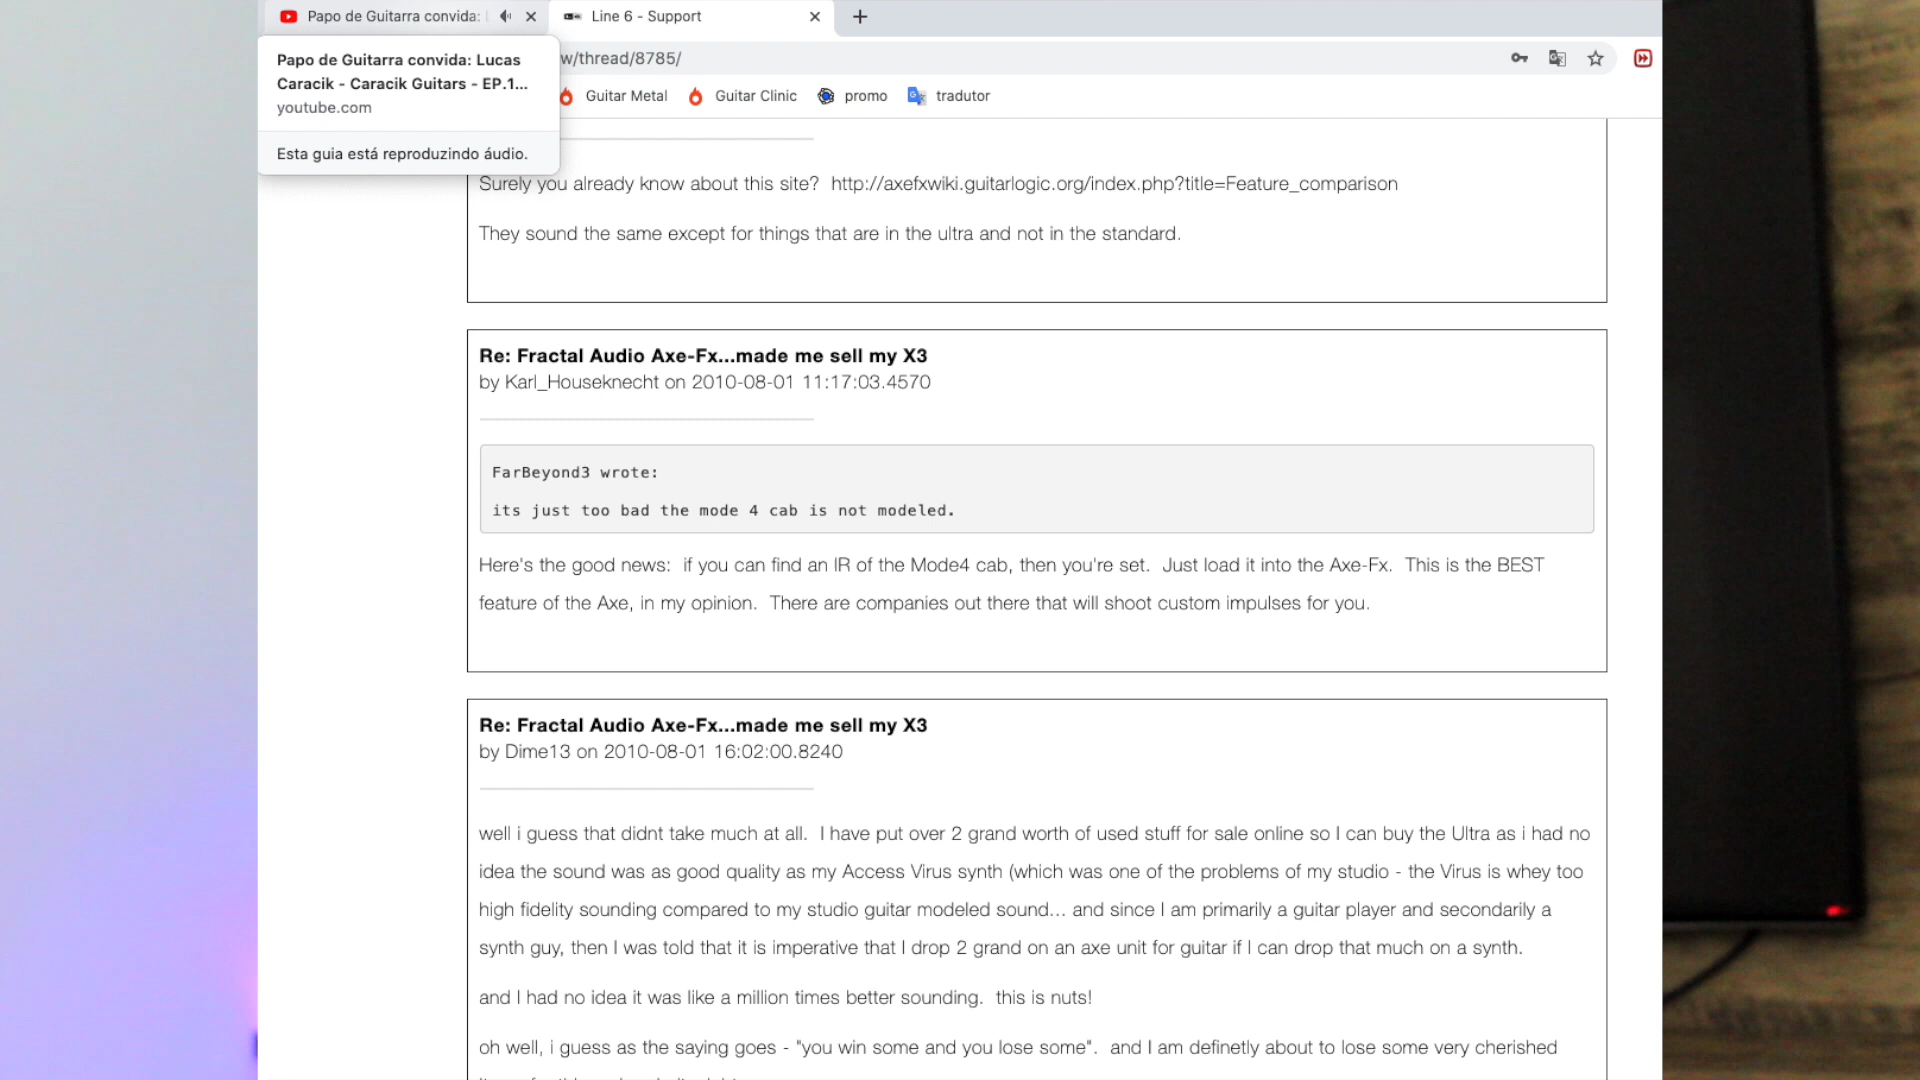 Papo de Guitarra convida:
Line 6 - Support
Papo de Guitarra convida: Lucas
Caracik - Caracik Guitars - EP.1...
youtube.com
Esta guia está reproduzindo áudio.
w/thread/8785/
Guitar Metal
Guitar Clinic
promo
tradutor
Surely you already know about this site?  http://axefxwiki.guitarlogic.org/index.php?title=Feature_comparison
They sound the same except for things that are in the ultra and not in the standard.
Re: Fractal Audio Axe-Fx...made me sell my X3
by Karl_Houseknecht on 2010-08-01 11:17:03.4570
FarBeyond3 wrote:
its just too bad the mode 4 cab is not modeled.
Here's the good news:  if you can find an IR of the Mode4 cab, then you're set.  Just load it into the Axe-Fx.  This is the BEST
feature of the Axe, in my opinion.  There are companies out there that will shoot custom impulses for you.
Re: Fractal Audio Axe-Fx...made me sell my X3
by Dime13 on 2010-08-01 16:02:00.8240
well i guess that didnt take much at all.  I have put over 2 grand worth of used stuff for sale online so I can buy the Ultra as i had no
idea the sound was as good quality as my Access Virus synth (which was one of the problems of my studio - the Virus is whey too
high fidelity sounding compared to my studio guitar modeled sound... and since I am primarily a guitar player and secondarily a
synth guy, then I was told that it is imperative that I drop 2 grand on an axe unit for guitar if I can drop that much on a synth.
and I had no idea it was like a million times better sounding.  this is nuts!
oh well, i guess as the saying goes - "you win some and you lose some".  and I am definetly about to lose some very cherished